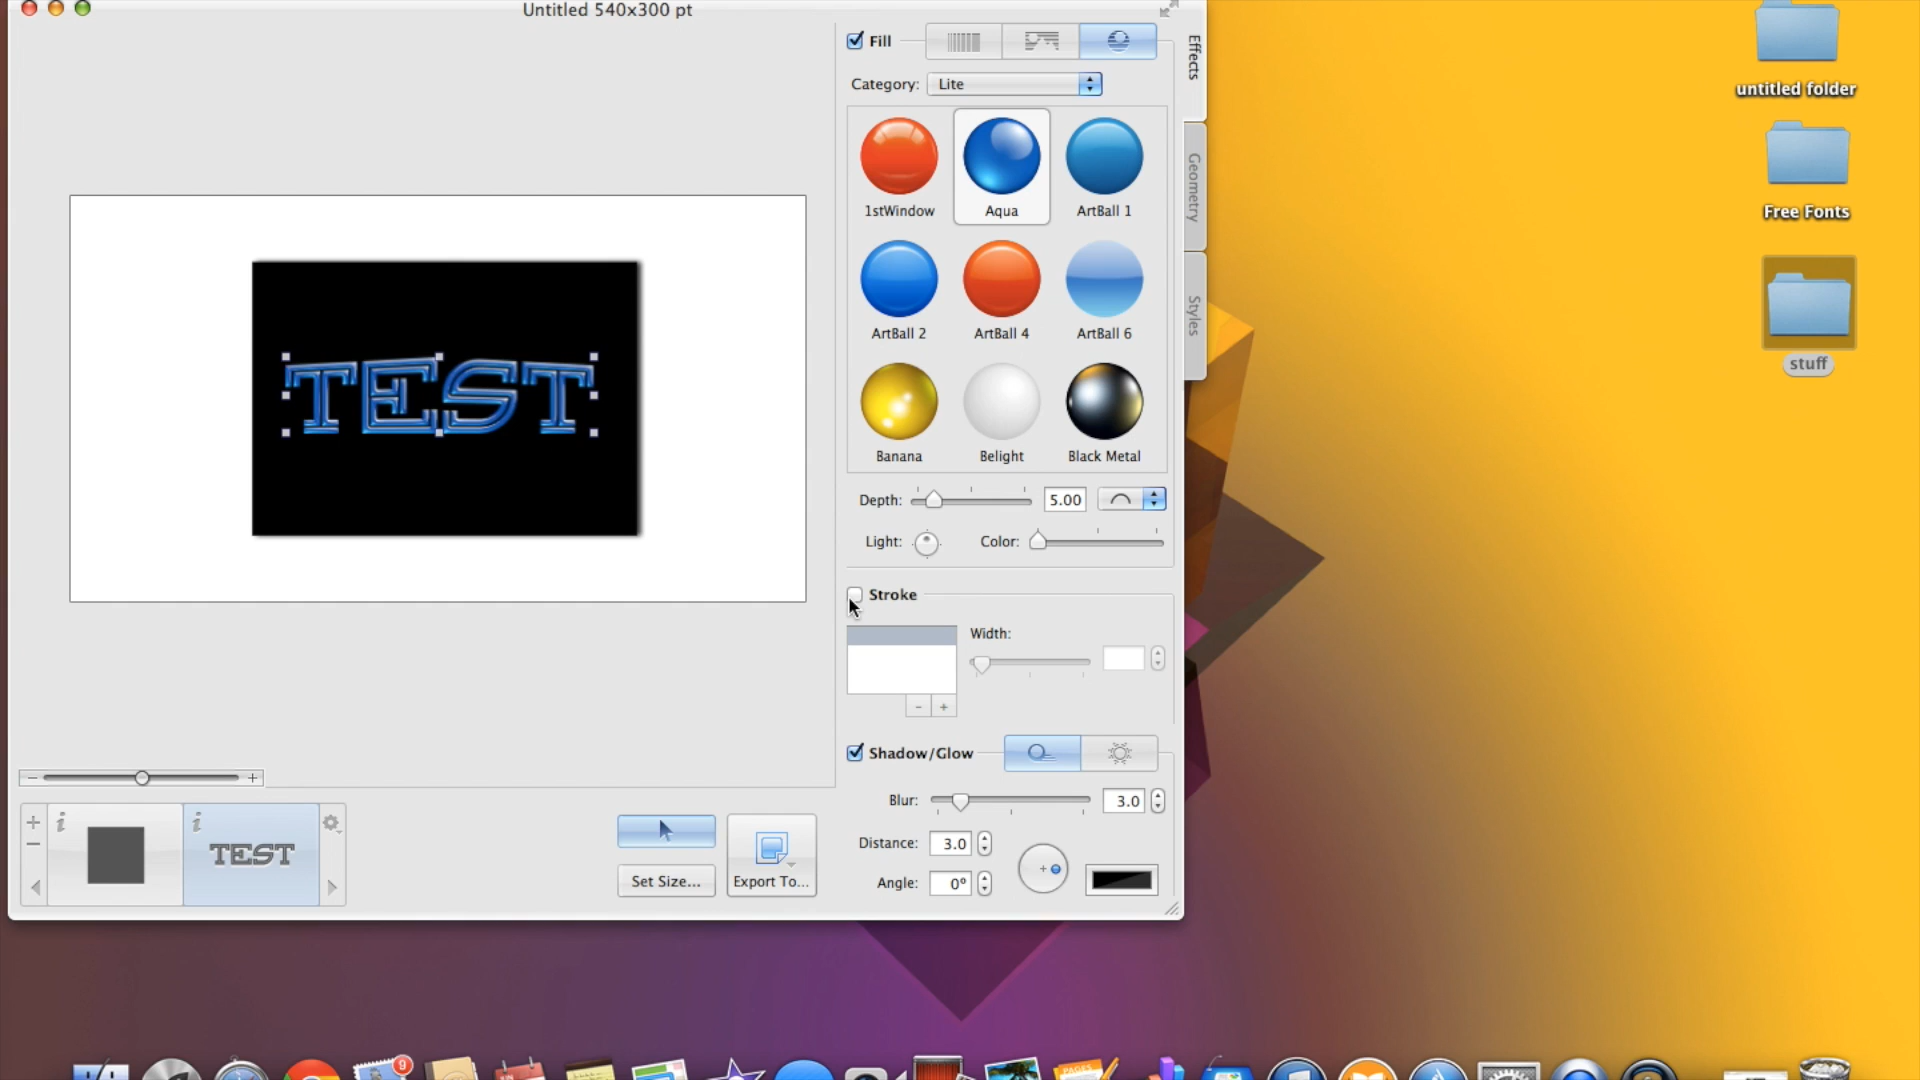 Untitled 540x300 pt
Fill
Effects
Category: Lite
untitled folder
1stWindow
Aqua
ArtBall 1
Geometry
Free Fonts
ArtBall 2
ArtBall 4
ArtBall 6
Styles
stuff
TEST
Banana
Belight
Black Metal
Depth: 5.00
Light:
Color:
Stroke
Width:
Shadow/Glow
Blur: 3.0
i
i
TEST
Distance: 3.0
Set Size...
Export To...
Angle: 0°
9
PAGES